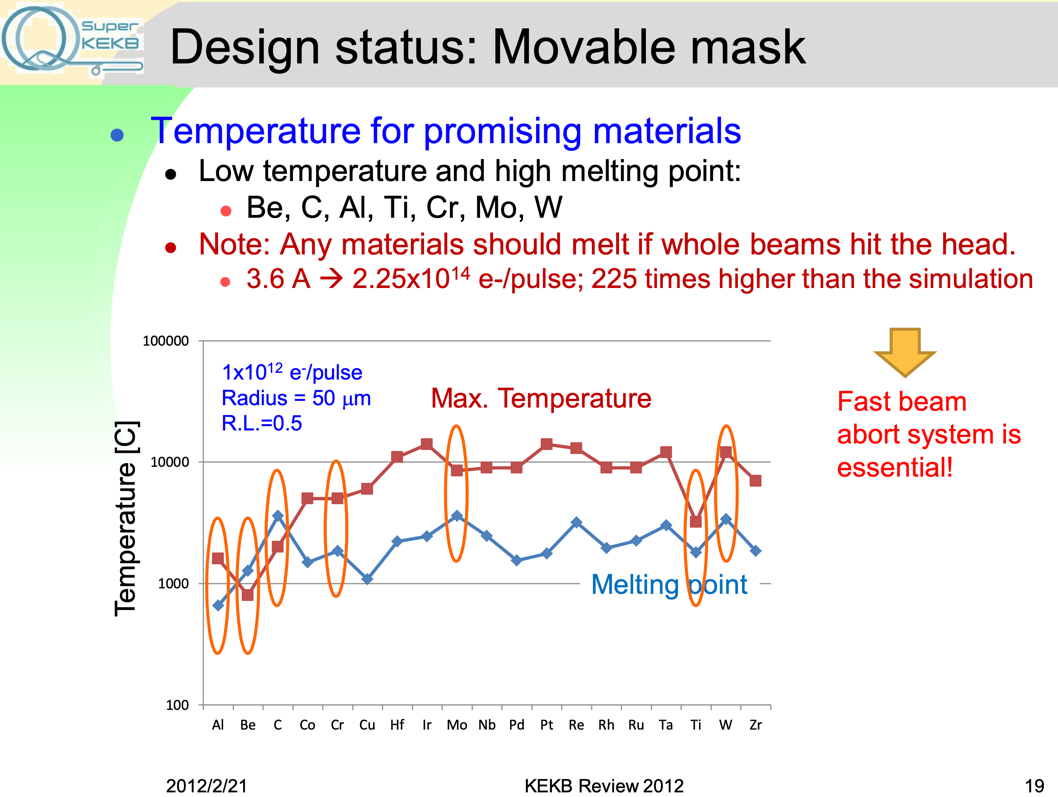 Super
KEKB
Design status: Movable mask
● Temperature for promising materials
● Low temperature and high melting point:
● Be, C, Al, Ti, Cr, Mo, W
● Note: Any materials should melt if whole beams hit the head.
● 3.6 A → 2.25x10¹⁴ e-/pulse; 225 times higher than the simulation
100000
10000
1000
100
Temperature [C]
1x10¹² e⁻/pulse
Radius = 50 μm
R.L.=0.5
Max. Temperature
Melting point
Al Be C Co Cr Cu Hf Ir Mo Nb Pd Pt Re Rh Ru Ta Ti W Zr
Fast beam
abort system is
essential!
2012/2/21
KEKB Review 2012
19